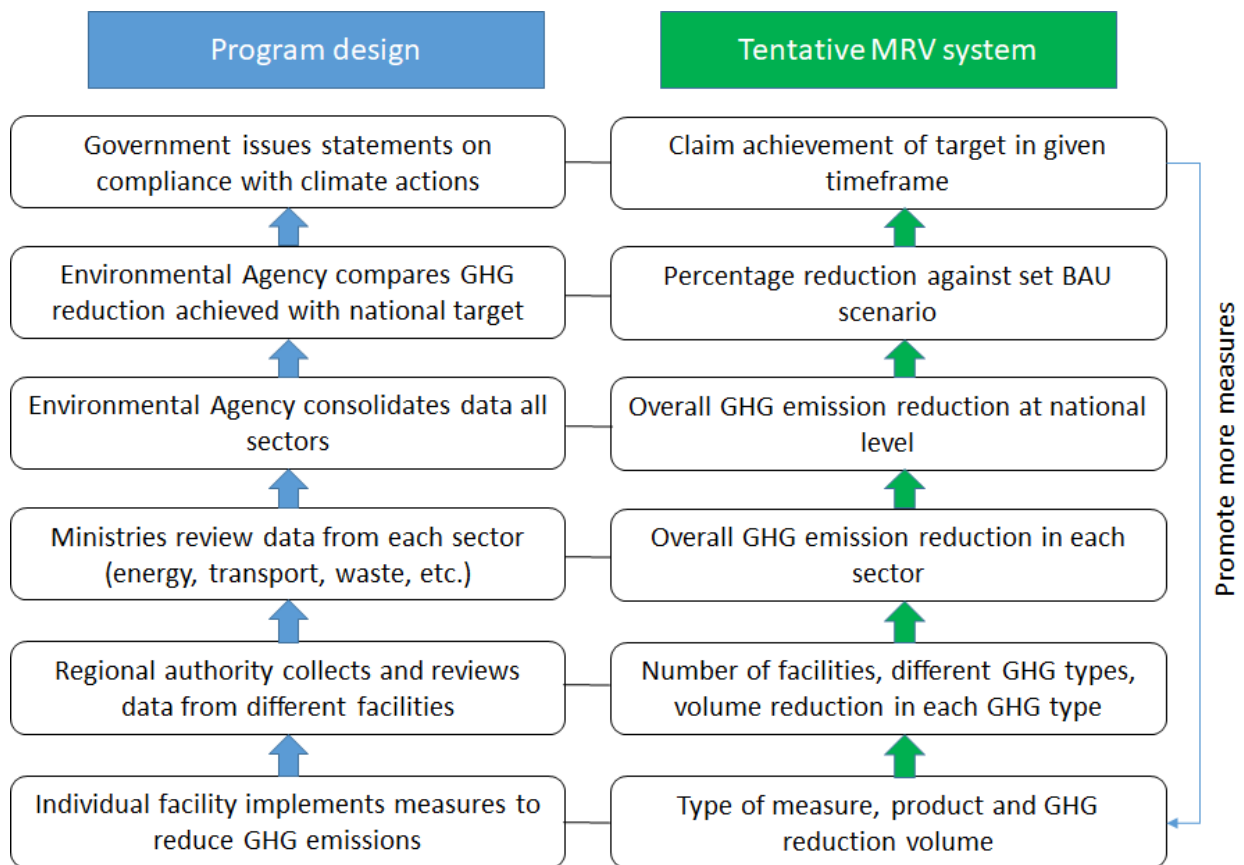 Program design
Tentative MRV system
Government issues statements on
compliance with climate actions
Claim achievement of target in given
timeframe
Environmental Agency compares GHG
reduction achieved with national target
Percentage reduction against set BAU
scenario
Environmental Agency consolidates data all
sectors
Overall GHG emission reduction at national
level
Ministries review data from each sector
(energy, transport, waste, etc.)
Overall GHG emission reduction in each
sector
Regional authority collects and reviews
data from different facilities
Number of facilities, different GHG types,
volume reduction in each GHG type
Individual facility implements measures to
reduce GHG emissions
Type of measure, product and GHG
reduction volume
Promote more measures